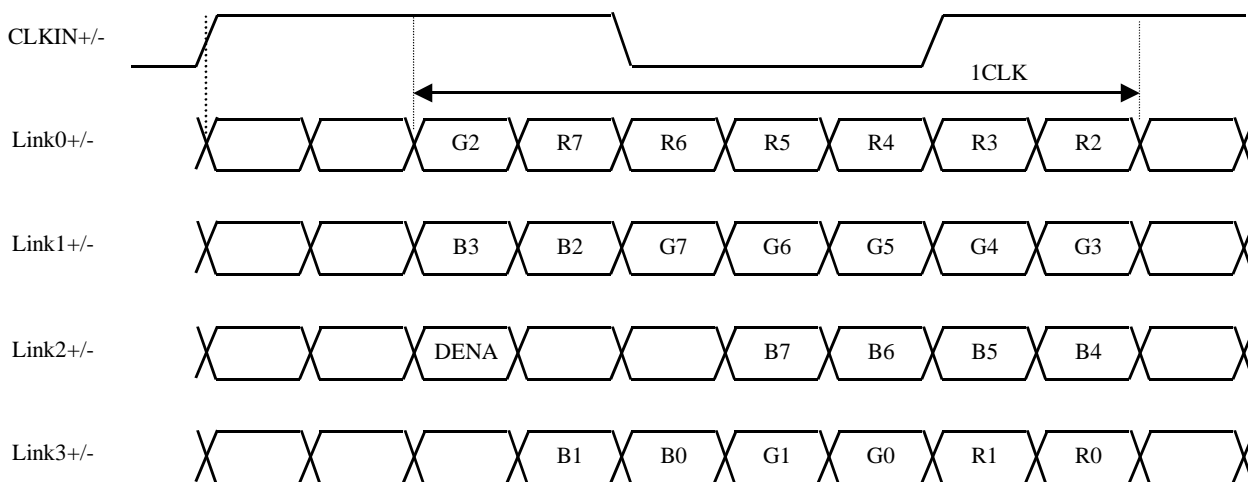 CLKIN+/-
1CLK
Link0+/- G2 R7 R6 R5 R4 R3 R2
Link1+/- B3 B2 G7 G6 G5 G4 G3
Link2+/- DENA B7 B6 B5 B4
Link3+/- B1 B0 G1 G0 R1 R0